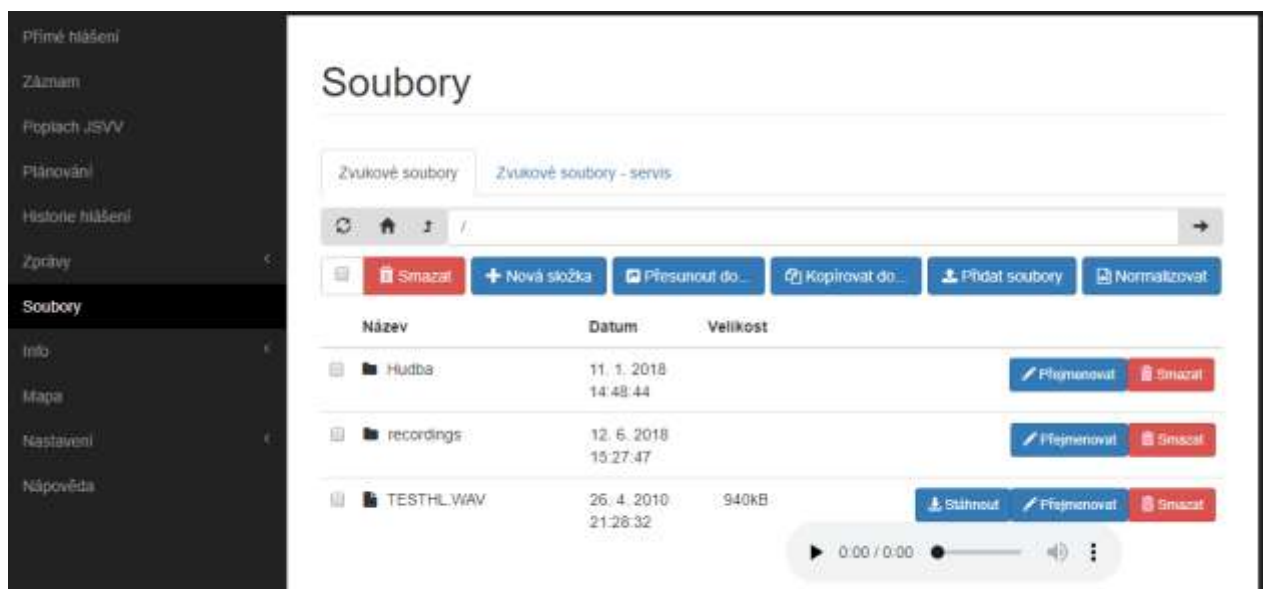 Přímé hlášení
Záznam
Poplach JSVV
Plánování
Historie hlášení
Zprávy
Soubory
Info
Mapa
Nastavení
Nápověda
Soubory
Zvukové soubory
Zvukové soubory - servis
/
Smazat
Nová složka
Přesunout do...
Kopírovat do...
Přidat soubory
Normalizovat
Název Datum Velikost
Hudba 11. 1. 2018 Přejmenovat Smazat
14:48:44
recordings 12. 6. 2018 Přejmenovat Smazat
15:27:47
TESTHL.WAV 26. 4. 2010 940kB Stáhnout Přejmenovat Smazat
21:28:32
0:00 / 0:00